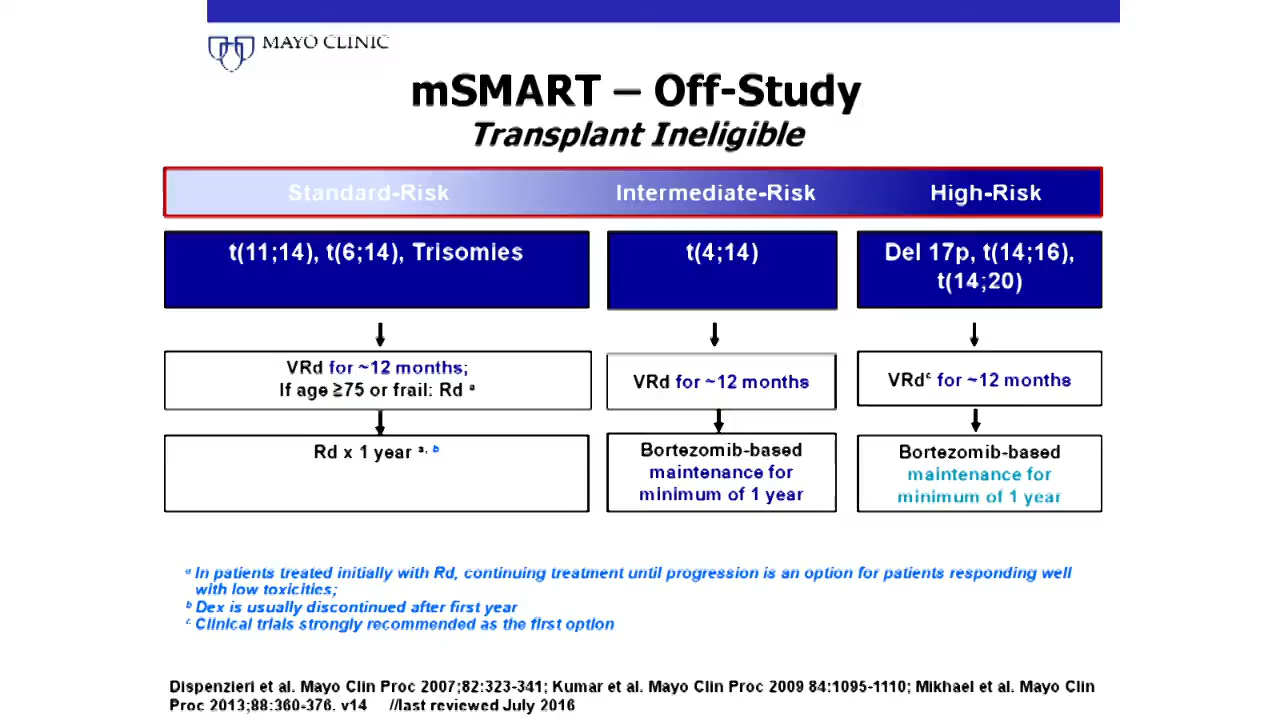 MAYO CLINIC
mSMART – Off-Study
Transplant Ineligible
Standard-Risk
Intermediate-Risk
High-Risk
t(11;14), t(6;14), Trisomies
t(4;14)
Del 17p, t(14;16),
t(14;20)
VRd for ~12 months;
If age ≥75 or frail: Rd a
VRd for ~12 months
VRdc for ~12 months
Rd x 1 year a, b
Bortezomib-based
maintenance for
minimum of 1 year
Bortezomib-based
maintenance for
minimum of 1 year
a In patients treated initially with Rd, continuing treatment until progression is an option for patients responding well
with low toxicities;
b Dex is usually discontinued after first year
c Clinical trials strongly recommended as the first option
Dispenzieri et al. Mayo Clin Proc 2007;82:323-341; Kumar et al. Mayo Clin Proc 2009 84:1095-1110; Mikhael et al. Mayo Clin
Proc 2013;88:360-376. v14 //last reviewed July 2016